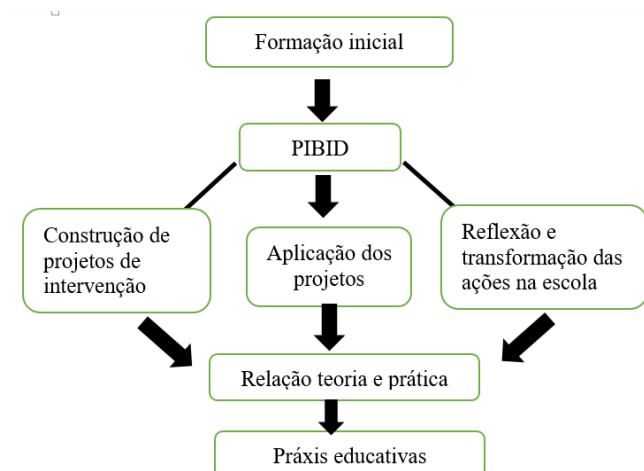 Formação inicial
PIBID
Construção de
projetos de
intervenção
Aplicação dos
projetos
Reflexão e
transformação das
ações na escola
Relação teoria e prática
Práxis educativas